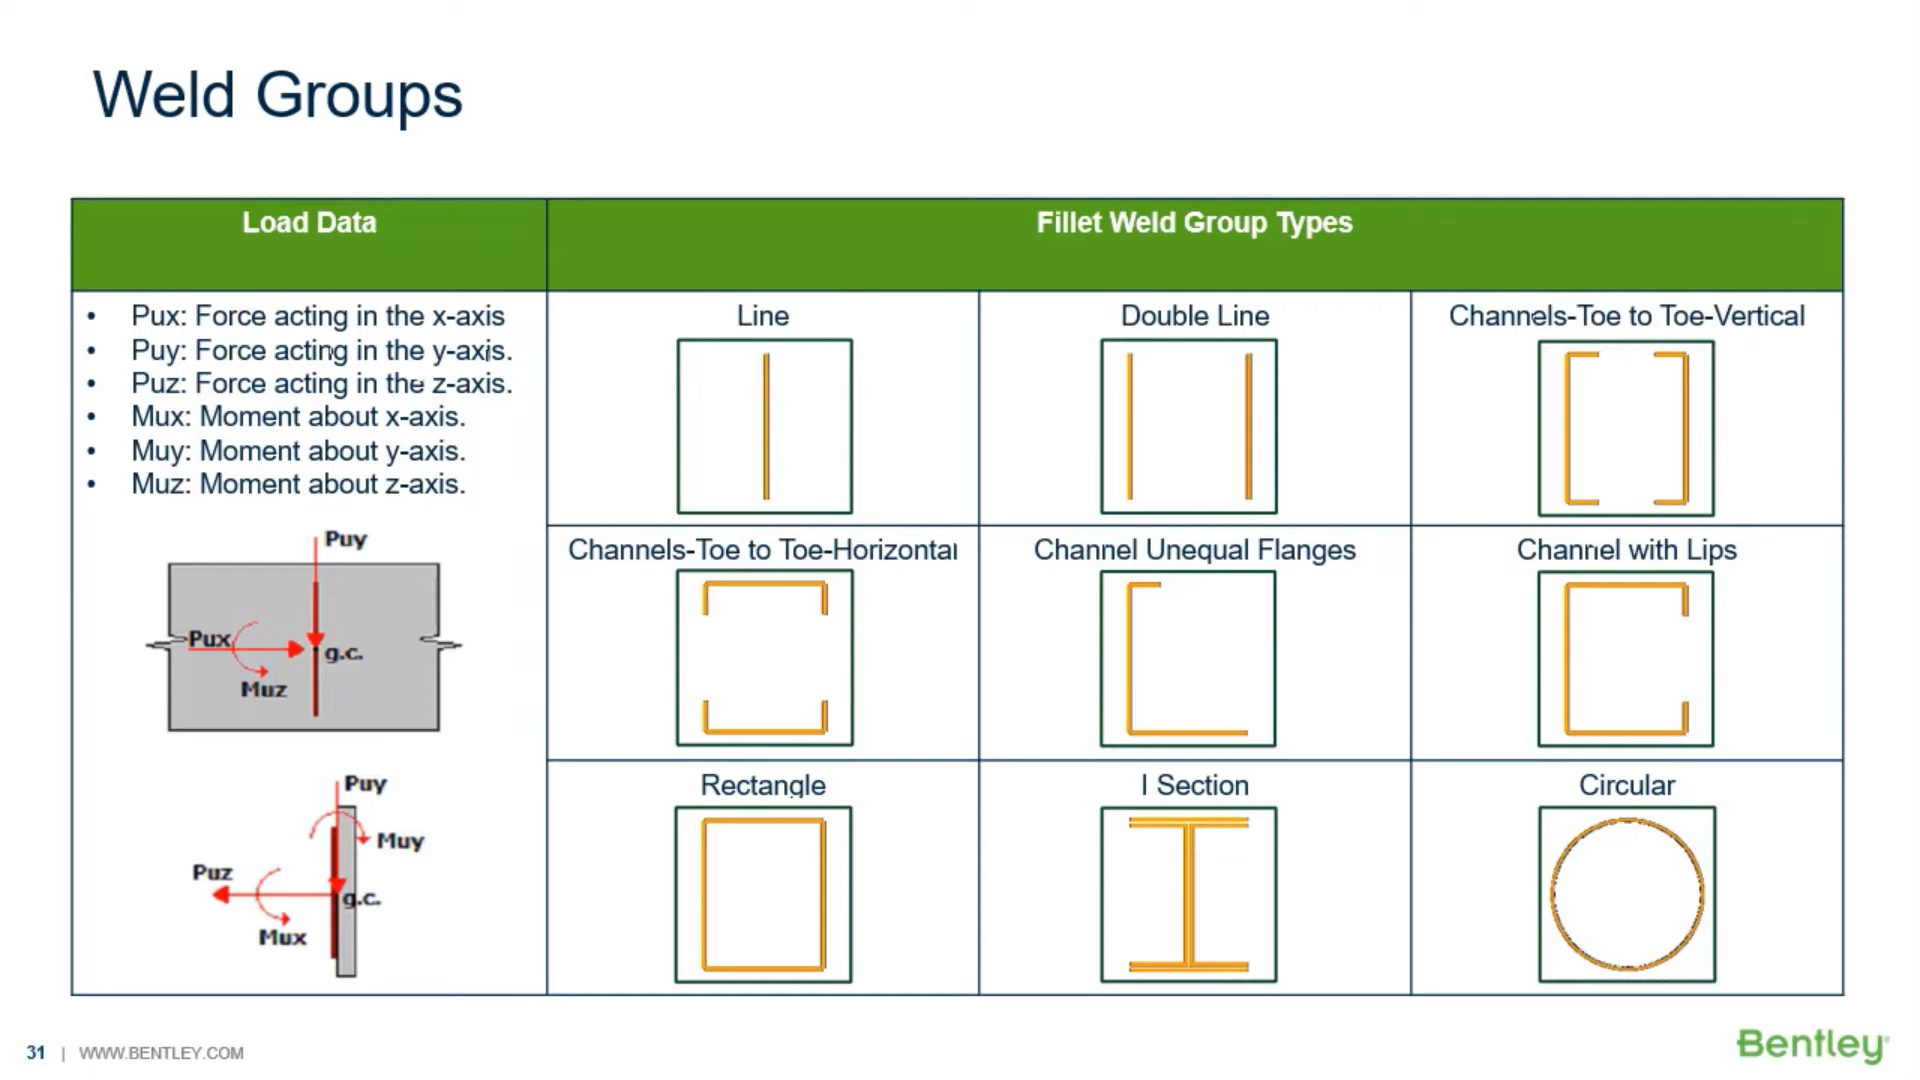 Weld Groups
Load Data
Fillet Weld Group Types
• Pux: Force acting in the x-axis
• Puy: Force acting in the y-axis.
• Puz: Force acting in the z-axis.
• Mux: Moment about x-axis.
• Muy: Moment about y-axis.
• Muz: Moment about z-axis.
Puy
Pux
g.c.
Muz
Puy
Muy
Puz
g.c.
Mux
Line
Double Line
Channels-Toe to Toe-Vertical
Channels-Toe to Toe-Horizontal
Channel Unequal Flanges
Channel with Lips
Rectangle
I Section
Circular
31 | WWW.BENTLEY.COM
Bentley